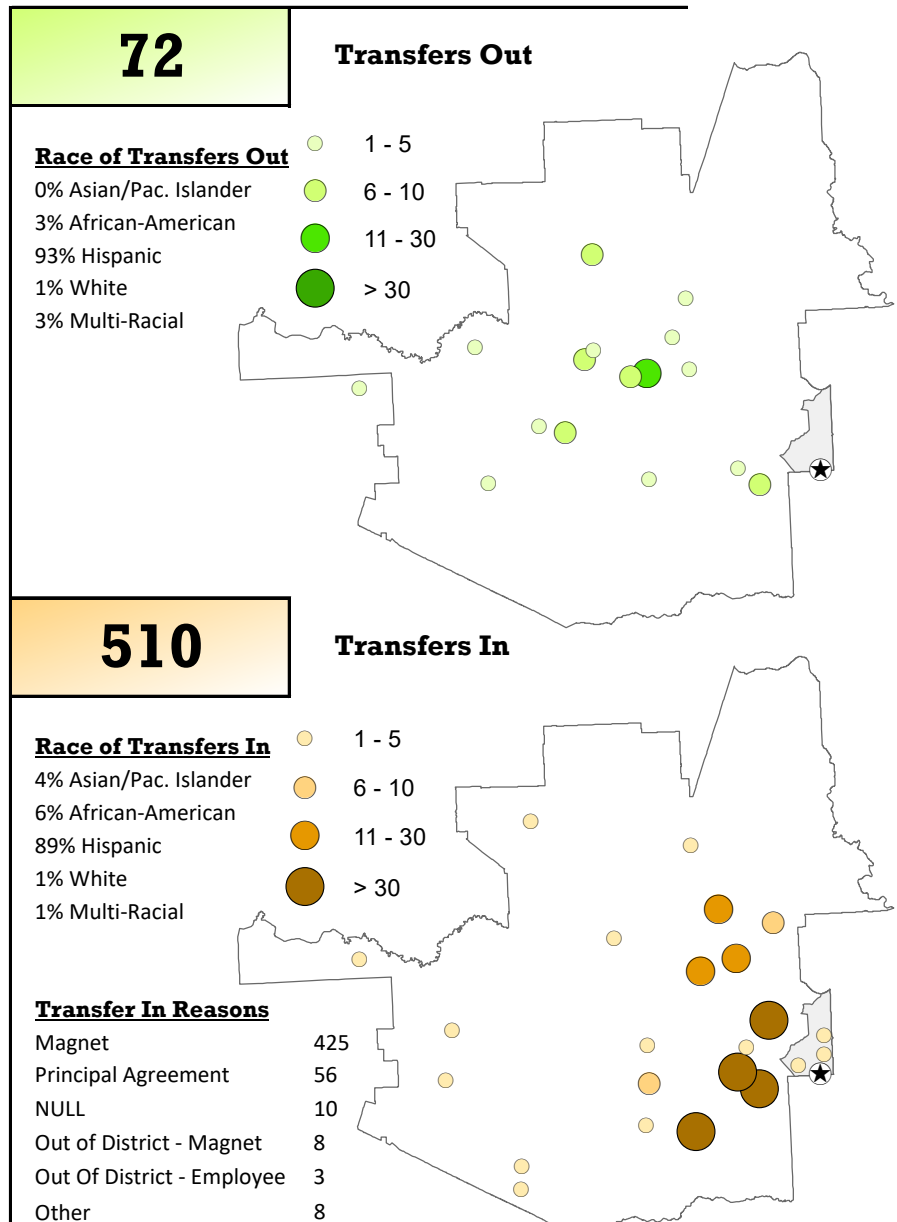 72
Transfers Out
Race of Transfers Out
0% Asian/Pac. Islander
3% African-American
93% Hispanic
1% White
3% Multi-Racial
1 - 5
6 - 10
11 - 30
> 30
510
Transfers In
Race of Transfers In
4% Asian/Pac. Islander
6% African-American
89% Hispanic
1% White
1% Multi-Racial
1 - 5
6 - 10
11 - 30
> 30
Transfer In Reasons
Magnet 425
Principal Agreement 56
NULL 10
Out of District - Magnet 8
Out Of District - Employee 3
Other 8